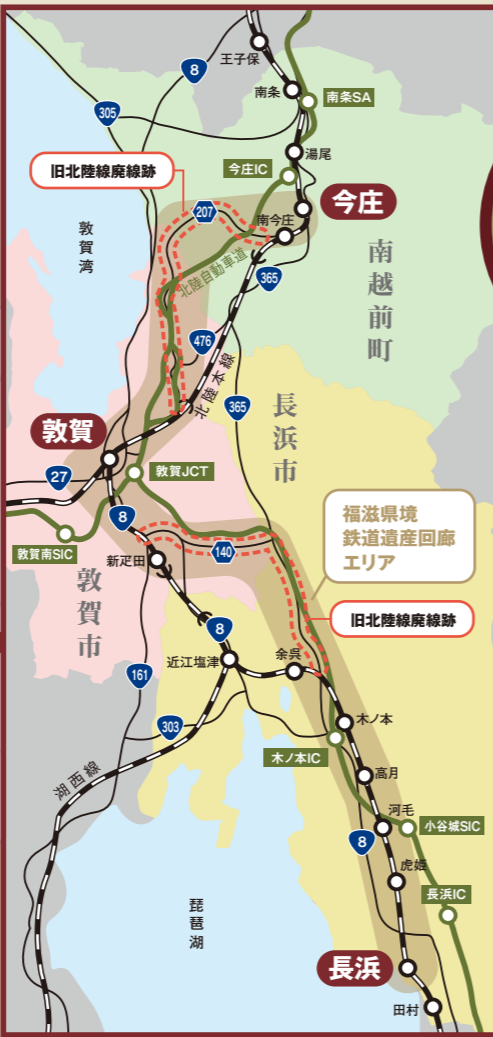 王子保
8
南条
南条SA
305
湯尾
今庄IC
旧北陸線廃線跡
今庄
207
南今庄
敦賀湾
北陸自動車道
365
南越前町
476
北陸本線
365
長浜市
敦賀
27
敦賀JCT
8
福滋県境
鉄道遺産回廊
エリア
敦賀南SIC
新疋田
140
敦賀市
旧北陸線廃線跡
8
近江塩津
余呉
161
303
木ノ本
木ノ本IC
湖西線
高月
河毛
小谷城SIC
8
虎姫
長浜IC
琵琶湖
長浜
田村